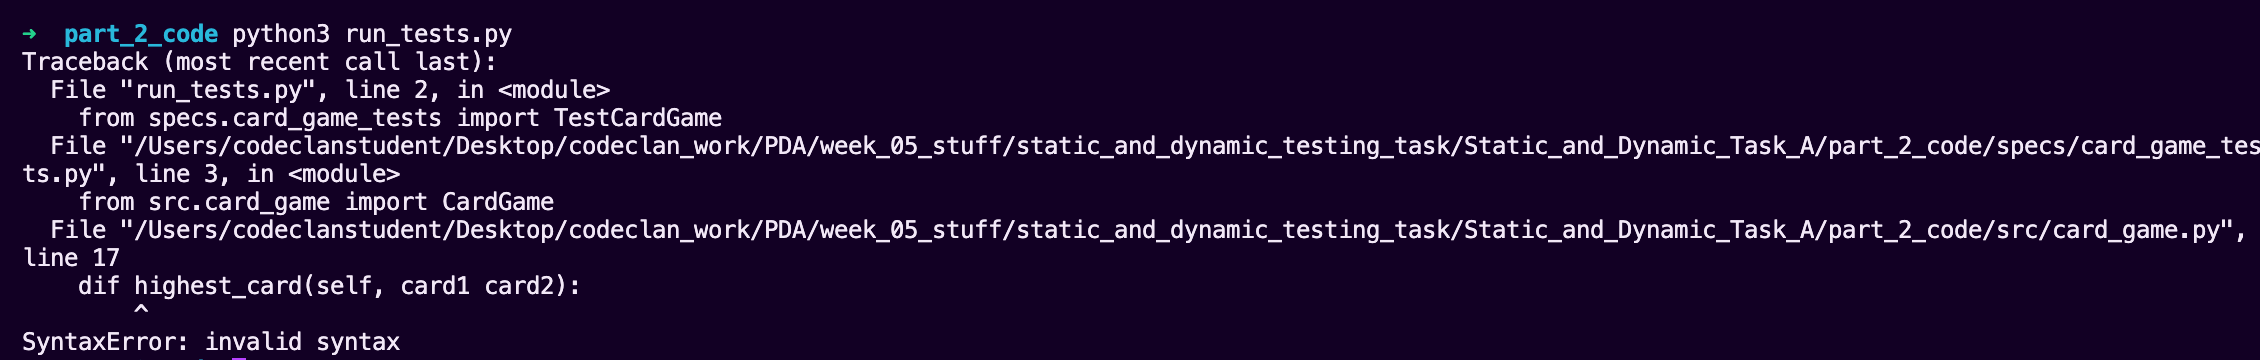 ➜  part_2_code python3 run_tests.py
Traceback (most recent call last):
  File "run_tests.py", line 2, in <module>
    from specs.card_game_tests import TestCardGame
  File "/Users/codeclanstudent/Desktop/codeclan_work/PDA/week_05_stuff/static_and_dynamic_testing_task/Static_and_Dynamic_Task_A/part_2_code/specs/card_game_tes
ts.py", line 3, in <module>
    from src.card_game import CardGame
  File "/Users/codeclanstudent/Desktop/codeclan_work/PDA/week_05_stuff/static_and_dynamic_testing_task/Static_and_Dynamic_Task_A/part_2_code/src/card_game.py",
line 17
    dif highest_card(self, card1 card2):
        ^
SyntaxError: invalid syntax